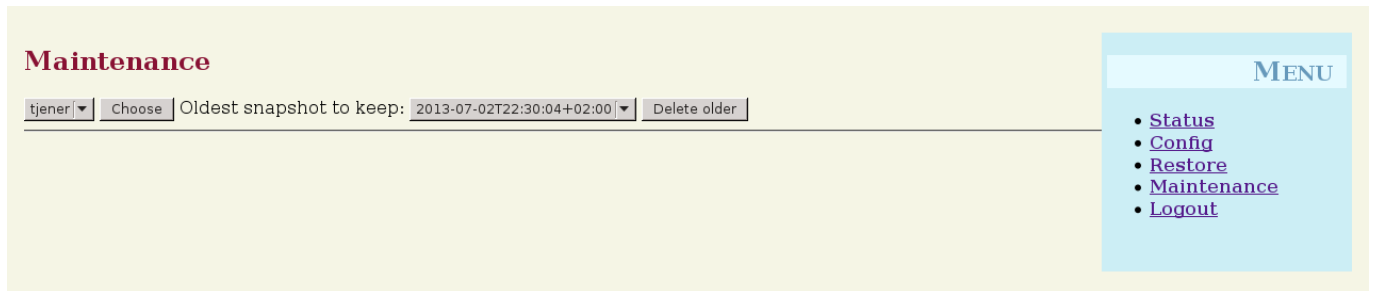 Maintenance
tjener Choose Oldest snapshot to keep: 2013-07-02T22:30:04+02:00 Delete older
MENU
Status
Config
Restore
Maintenance
Logout